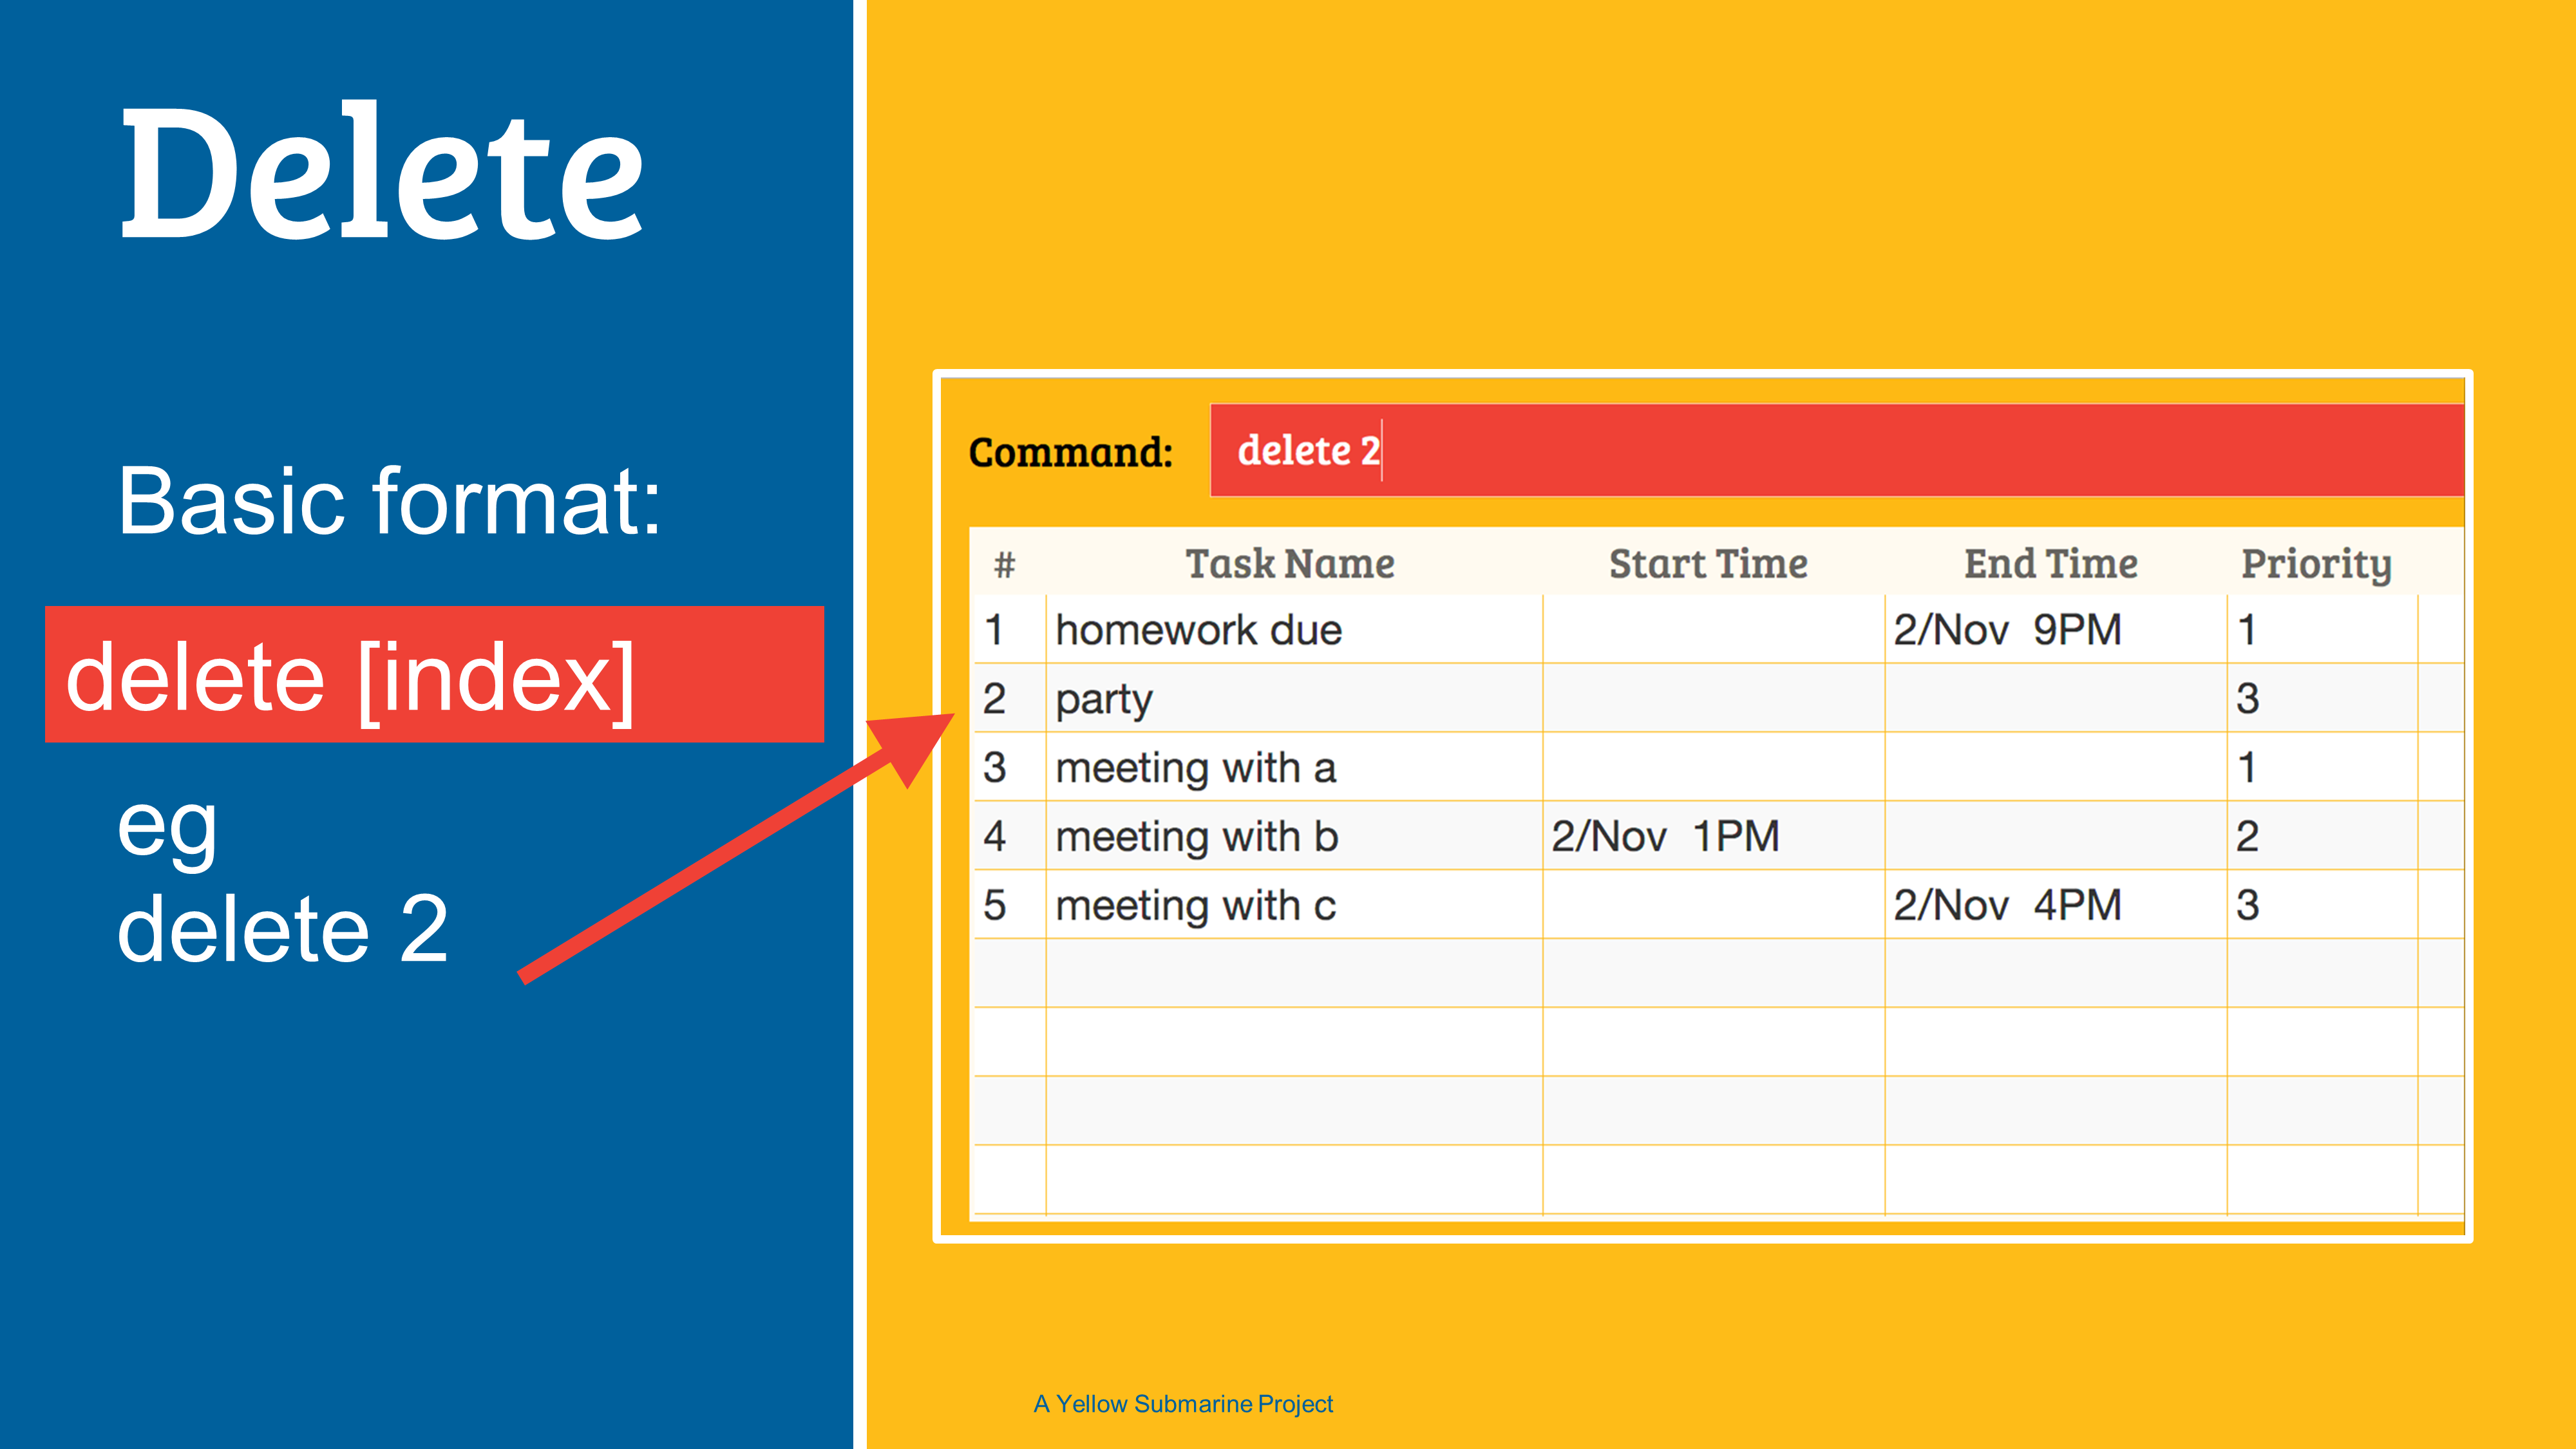 Delete
Basic format:
delete [index]
eg
delete 2
Command: delete 2
# Task Name Start Time End Time Priority
1 homework due 2/Nov 9PM 1
2 party 3
3 meeting with a 1
4 meeting with b 2/Nov 1PM 2
5 meeting with c 2/Nov 4PM 3
A Yellow Submarine Project